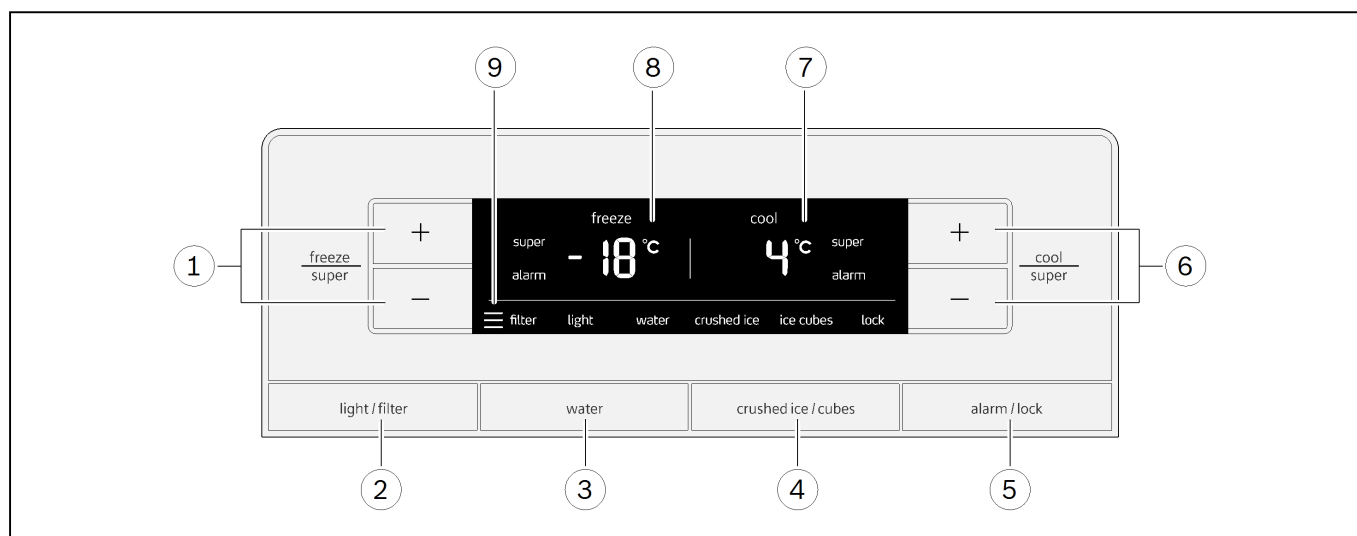 9 8 7
freeze cool
+ +
super -18 °C 4 °C super
1 freeze cool 6
super alarm alarm super
− −
filter light water crushed ice ice cubes lock
light / filter water crushed ice / cubes alarm / lock
2 3 4 5